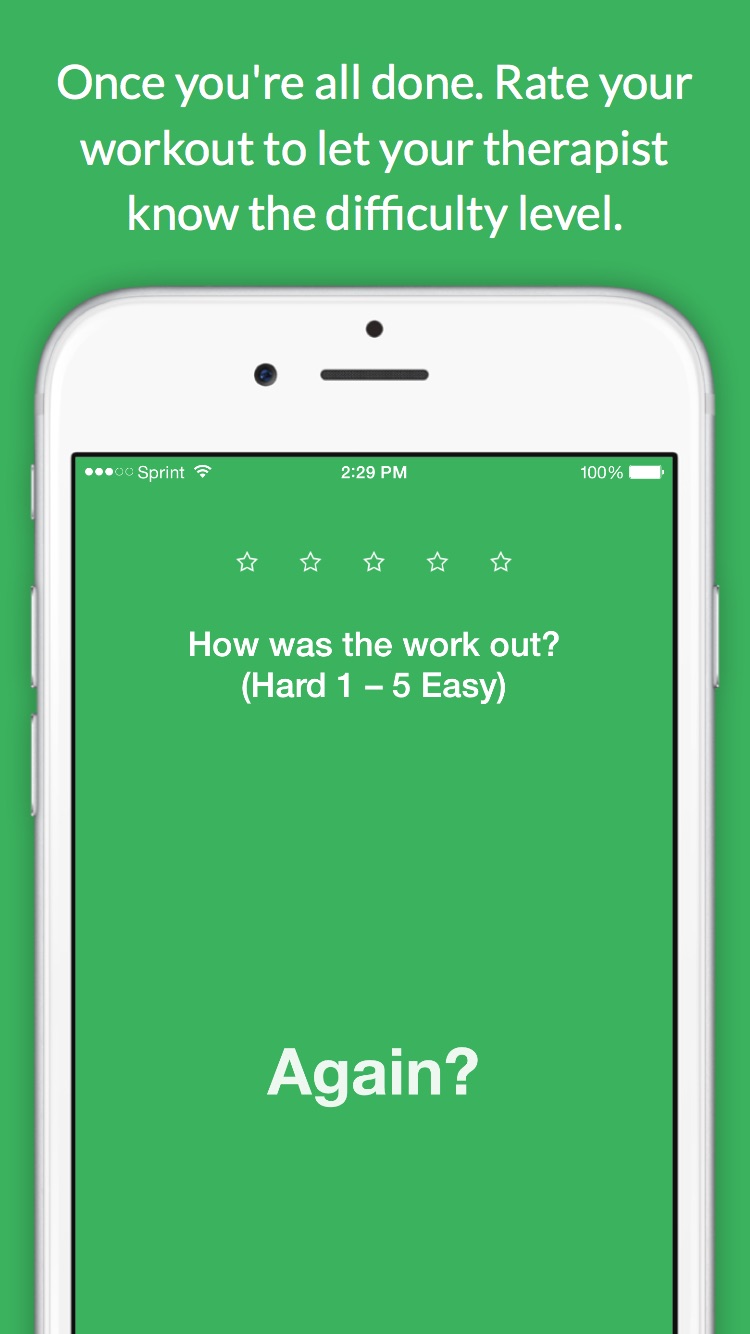 Once you're all done. Rate your
workout to let your therapist
know the difficulty level.
Sprint 2:29 PM 100%
How was the work out?
(Hard 1 – 5 Easy)
Again?